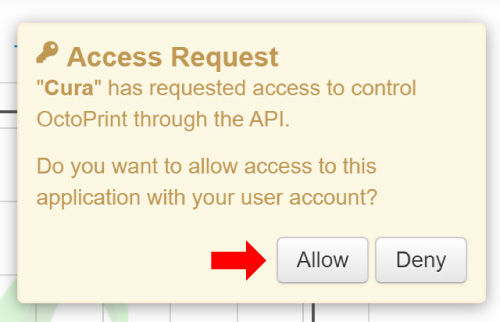 Access Request
"Cura" has requested access to control
OctoPrint through the API.
Do you want to allow access to this
application with your user account?
Allow Deny